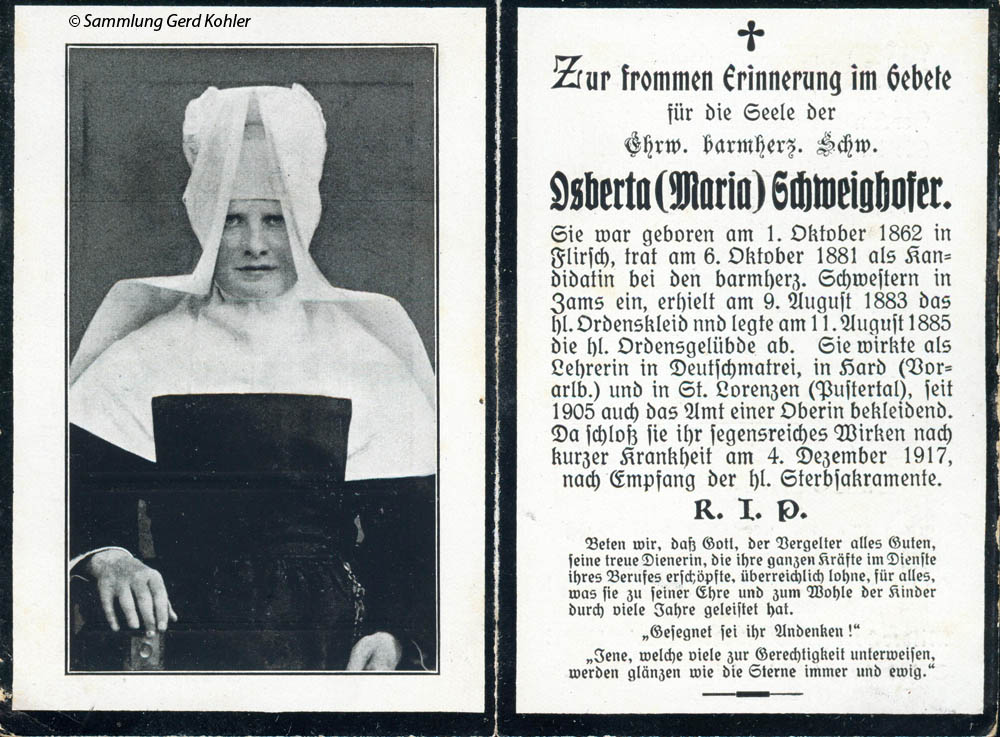 © Sammlung Gerd Kohler
Zur frommen Erinnerung im Gebete
für die Seele der
Ehrw. barmherz. Schw.
Osberta (Maria) Schweighofer.
Sie war geboren am 1. Oktober 1862 in
Flirsch, trat am 6. Oktober 1881 als Kan=
didatin bei den barmherz. Schwestern in
Zams ein, erhielt am 9. August 1883 das
hl. Ordenskleid nnd legte am 11. August 1885
die hl. Ordensgelübde ab. Sie wirkte als
Lehrerin in Deutschmatrei, in Hard (Vor=
arlb.) und in St. Lorenzen (Pustertal), seit
1905 auch das Amt einer Oberin bekleidend.
Da schloß sie ihr segensreiches Wirken nach
kurzer Krankheit am 4. Dezember 1917,
nach Empfang der hl. Sterbsakramente.
R. I. P.
Beten wir, daß Gott, der Vergelter alles Guten,
seine treue Dienerin, die ihre ganzen Kräfte im Dienste
ihres Berufes erschöpfte, überreichlich lohne, für alles,
was sie zu seiner Ehre und zum Wohle der Kinder
durch viele Jahre geleistet hat.
„Gesegnet sei ihr Andenken!“
„Jene, welche viele zur Gerechtigkeit unterweisen,
werden glänzen wie die Sterne immer und ewig.“